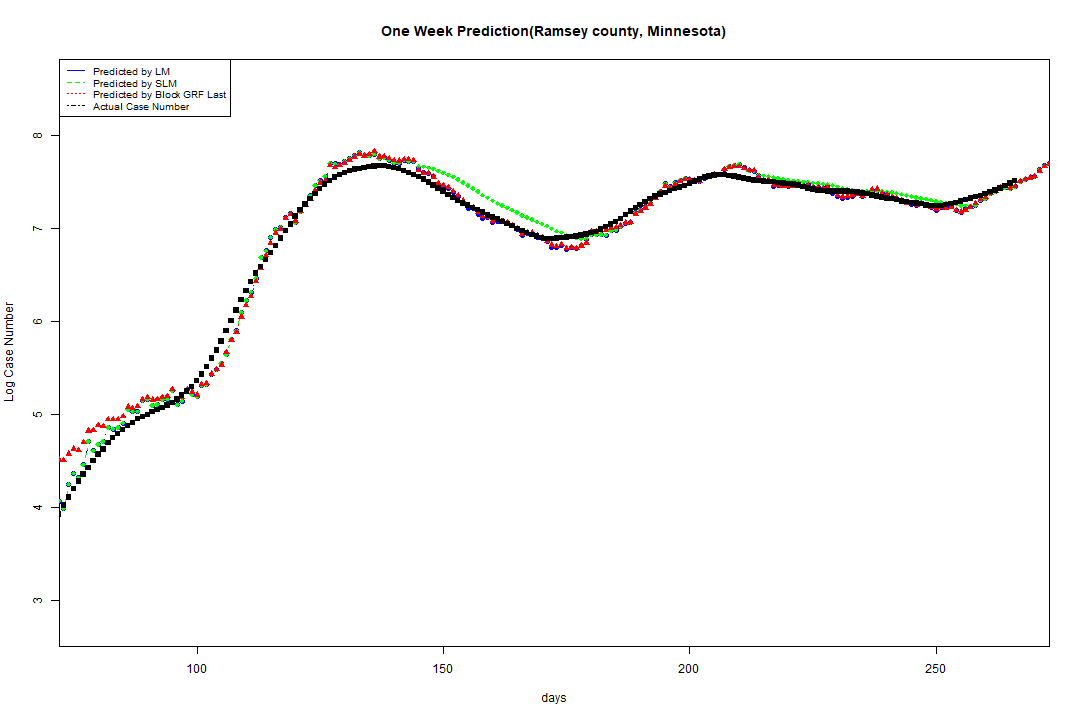 One Week Prediction(Ramsey county, Minnesota)
Predicted by LM
Predicted by SLM
Predicted by Block GRF Last
Actual Case Number
8
7
6
5
4
3
Log Case Number
100 150 200 250
days